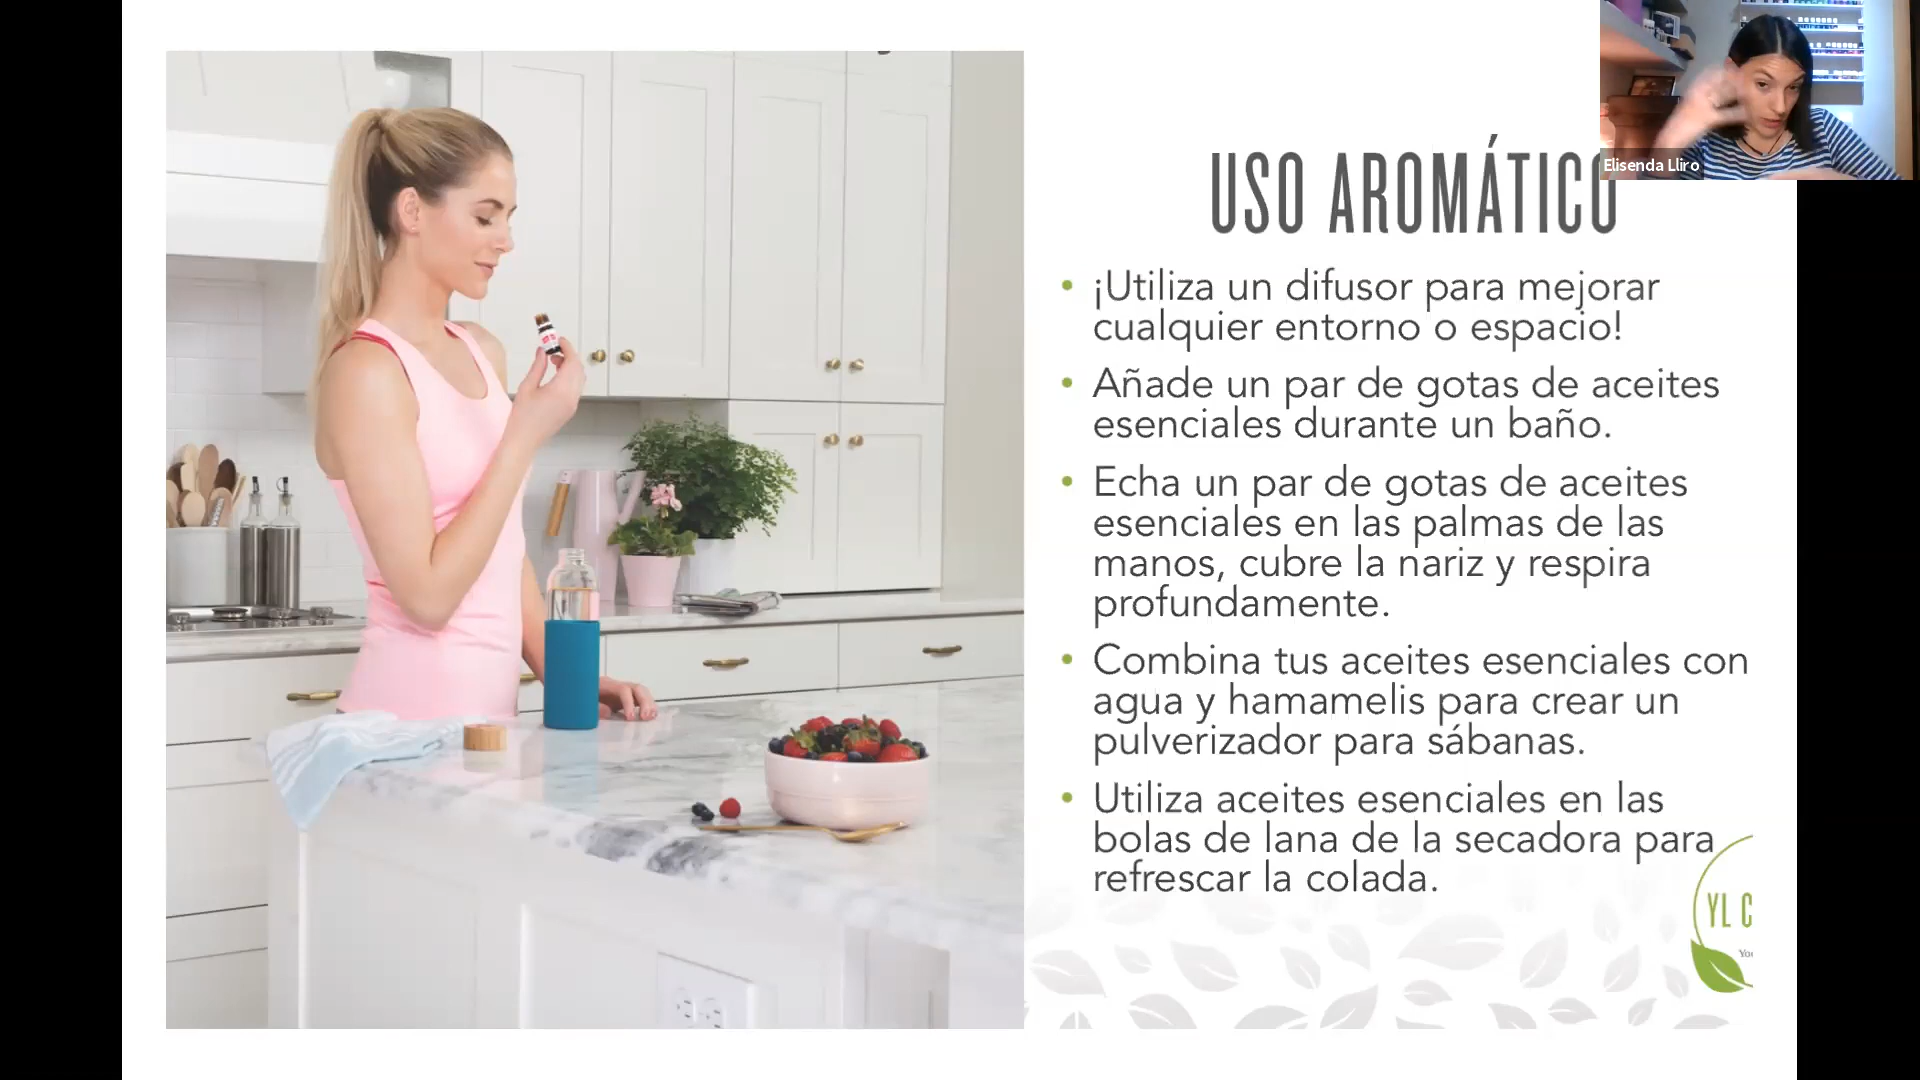 Elisenda Lliro
USO AROMÁTICO
• ¡Utiliza un difusor para mejorar
cualquier entorno o espacio!
• Añade un par de gotas de aceites
esenciales durante un baño.
• Echa un par de gotas de aceites
esenciales en las palmas de las
manos, cubre la nariz y respira
profundamente.
• Combina tus aceites esenciales con
agua y hamamelis para crear un
pulverizador para sábanas.
• Utiliza aceites esenciales en las
bolas de lana de la secadora para
refrescar la colada.
YL C